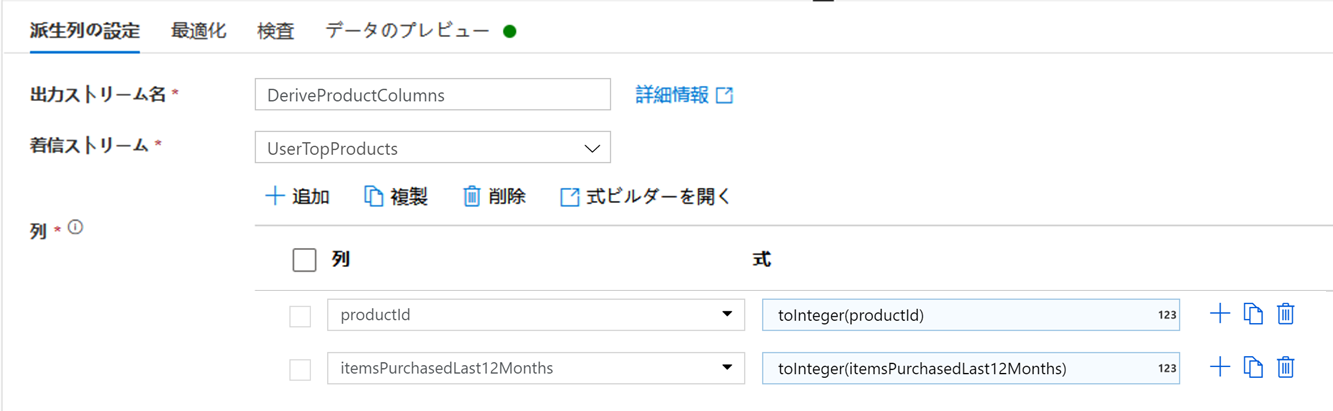 派生列の設定 最適化 検査 データのプレビュー
出力ストリーム名 * DeriveProductColumns 詳細情報
着信ストリーム * UserTopProducts
追加 複製 削除 式ビルダーを開く
列 *
列 式
productId toInteger(productId) 123
itemsPurchasedLast12Months toInteger(itemsPurchasedLast12Months) 123